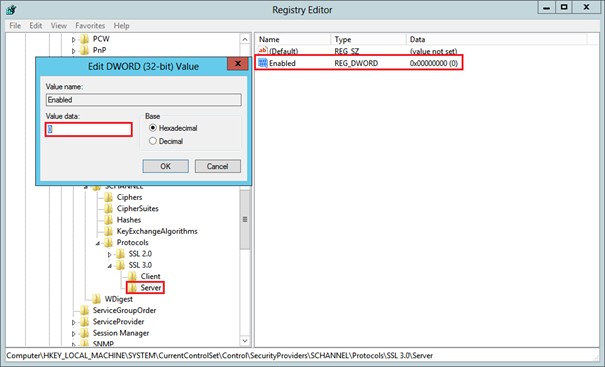 Registry Editor
File Edit View Favorites Help
PCW
PnP
Edit DWORD (32-bit) Value
Value name:
Enabled
Value data:
0
Base
Hexadecimal
Decimal
OK Cancel
SCHANNEL
Ciphers
CipherSuites
Hashes
KeyExchangeAlgorithms
Protocols
SSL 2.0
SSL 3.0
Client
Server
WDigest
ServiceGroupOrder
ServiceProvider
Session Manager
SNMP
Name Type Data
ab (Default) REG_SZ (value not set)
Enabled REG_DWORD 0x00000000 (0)
Computer\HKEY_LOCAL_MACHINE\SYSTEM\CurrentControlSet\Control\SecurityProviders\SCHANNEL\Protocols\SSL 3.0\Server